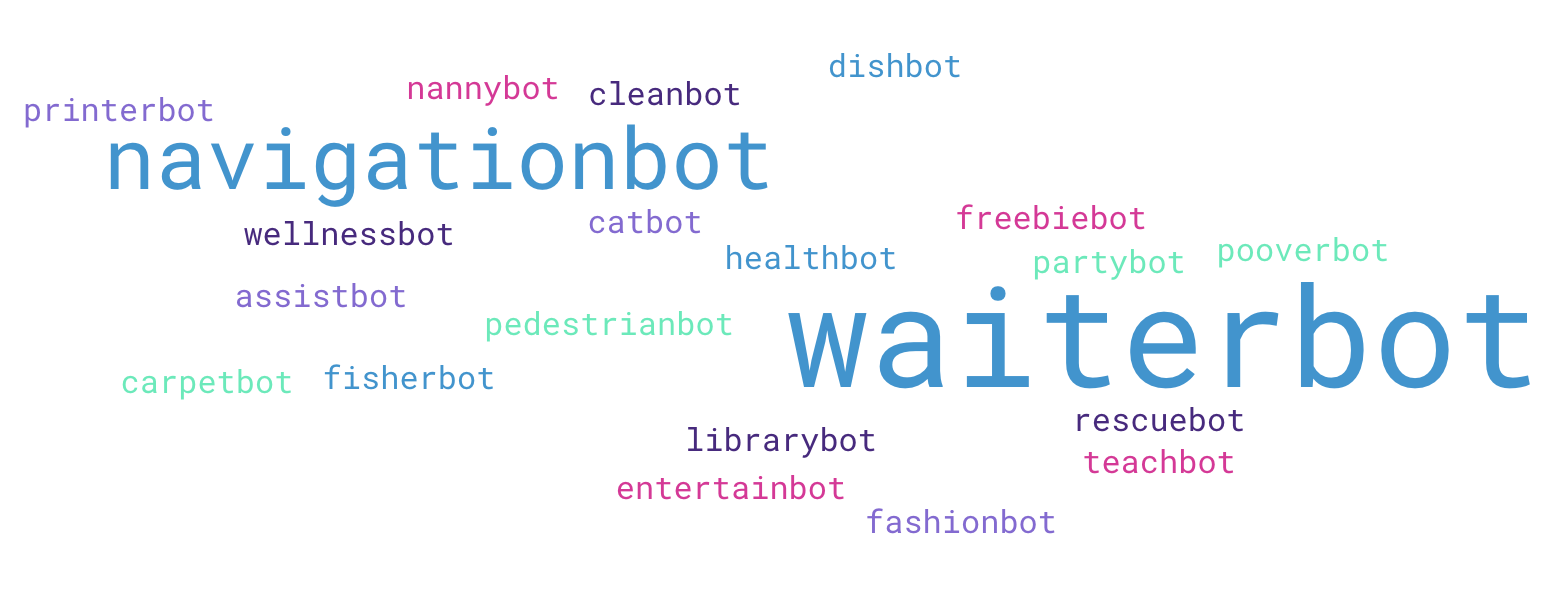 dishbot
nannybot
cleanbot
printerbot
navigationbot
freebiebot
catbot
wellnessbot
pooverbot
healthbot
partybot
assistbot
pedestrianbot
waiterbot
fisherbot
carpetbot
rescuebot
librarybot
teachbot
entertainbot
fashionbot